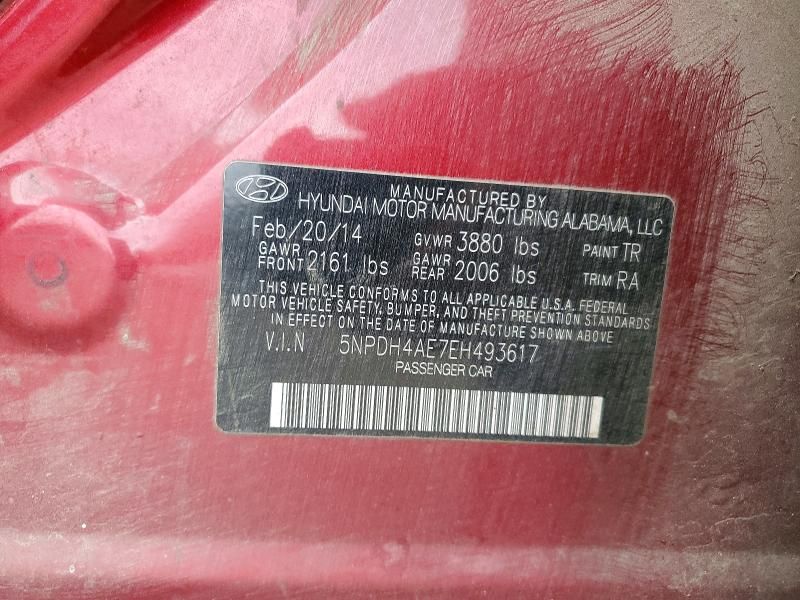 MANUFACTURED BY
HYUNDAI MOTOR MANUFACTURING ALABAMA, LLC
Feb/20/14 GVWR 3880 lbs PAINT TR
GAWR FRONT 2161 lbs GAWR REAR 2006 lbs TRIM RA
THIS VEHICLE CONFORMS TO ALL APPLICABLE U.S.A. FEDERAL
MOTOR VEHICLE SAFETY, BUMPER, AND THEFT PREVENTION STANDARDS
IN EFFECT ON THE DATE OF MANUFACTURE SHOWN ABOVE
V.I.N 5NPDH4AE7EH493617
PASSENGER CAR